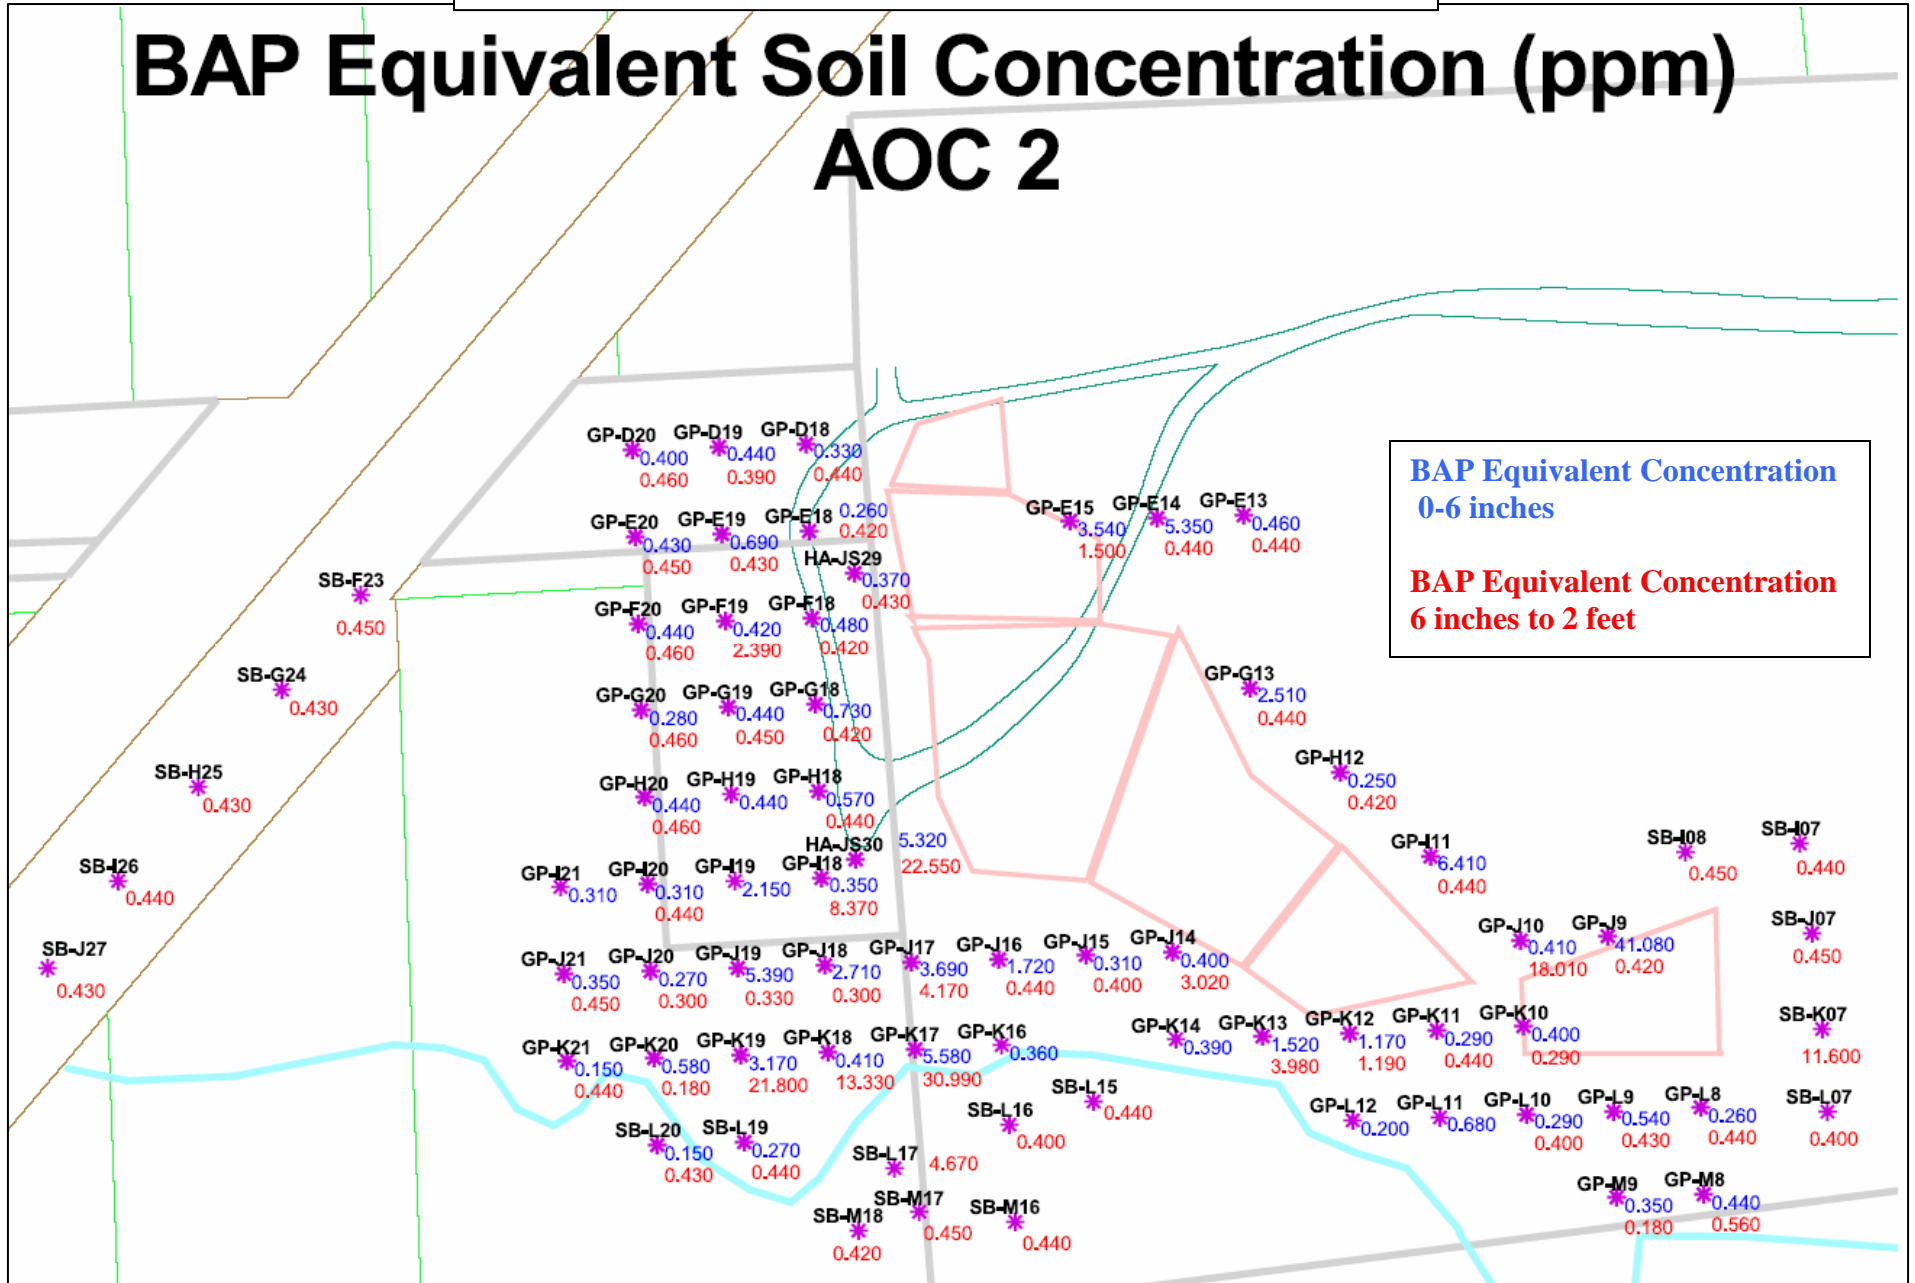 BAP Equivalent Soil Concentration (ppm)
AOC 2
BAP Equivalent Concentration
0-6 inches
BAP Equivalent Concentration
6 inches to 2 feet
GP-D20
0.400
0.460
GP-D19
0.440
0.390
GP-D18
0.330
0.440
GP-E20
0.430
0.450
GP-E19
0.690
0.430
GP-E18
0.260
0.420
GP-E15
3.540
1.500
GP-E14
5.350
0.440
GP-E13
0.460
0.440
HA-JS29
0.370
0.430
SB-F23
0.450
GP-F20
0.440
0.460
GP-F19
0.420
2.390
GP-F18
0.480
0.420
SB-G24
0.430
GP-G20
0.280
0.460
GP-G19
0.440
0.450
GP-G18
0.730
0.420
GP-G13
2.510
0.440
SB-H25
0.430
GP-H20
0.440
0.460
GP-H19
0.440
GP-H18
0.570
0.440
GP-H12
0.250
0.420
HA-JS30
5.320
22.550
SB-I26
0.440
GP-I21
0.310
GP-I20
0.310
0.440
GP-I19
2.150
GP-I18
0.350
8.370
GP-I11
6.410
0.440
SB-I08
0.450
SB-I07
0.440
SB-J27
0.430
GP-J21
0.350
0.450
GP-J20
0.270
0.300
GP-J19
5.390
0.330
GP-J18
2.710
0.300
GP-J17
3.690
4.170
GP-J16
1.720
0.440
GP-J15
0.310
0.400
GP-J14
0.400
3.020
GP-J10
0.410
18.010
GP-J9
41.080
0.420
SB-J07
0.450
GP-K21
0.150
0.440
GP-K20
0.580
0.180
GP-K19
3.170
21.800
GP-K18
0.410
13.330
GP-K17
5.580
30.990
GP-K16
0.360
GP-K14
0.390
GP-K13
1.520
3.980
GP-K12
1.170
1.190
GP-K11
0.290
0.440
GP-K10
0.400
0.290
SB-K07
11.600
SB-L20
0.150
0.430
SB-L19
0.270
0.440
SB-L17
4.670
SB-L16
0.400
SB-L15
0.440
GP-L12
0.200
GP-L11
0.680
GP-L10
0.290
0.400
GP-L9
0.540
0.430
GP-L8
0.260
0.440
SB-L07
0.400
SB-M18
0.420
SB-M17
0.450
SB-M16
0.440
GP-M9
0.350
0.180
GP-M8
0.440
0.560